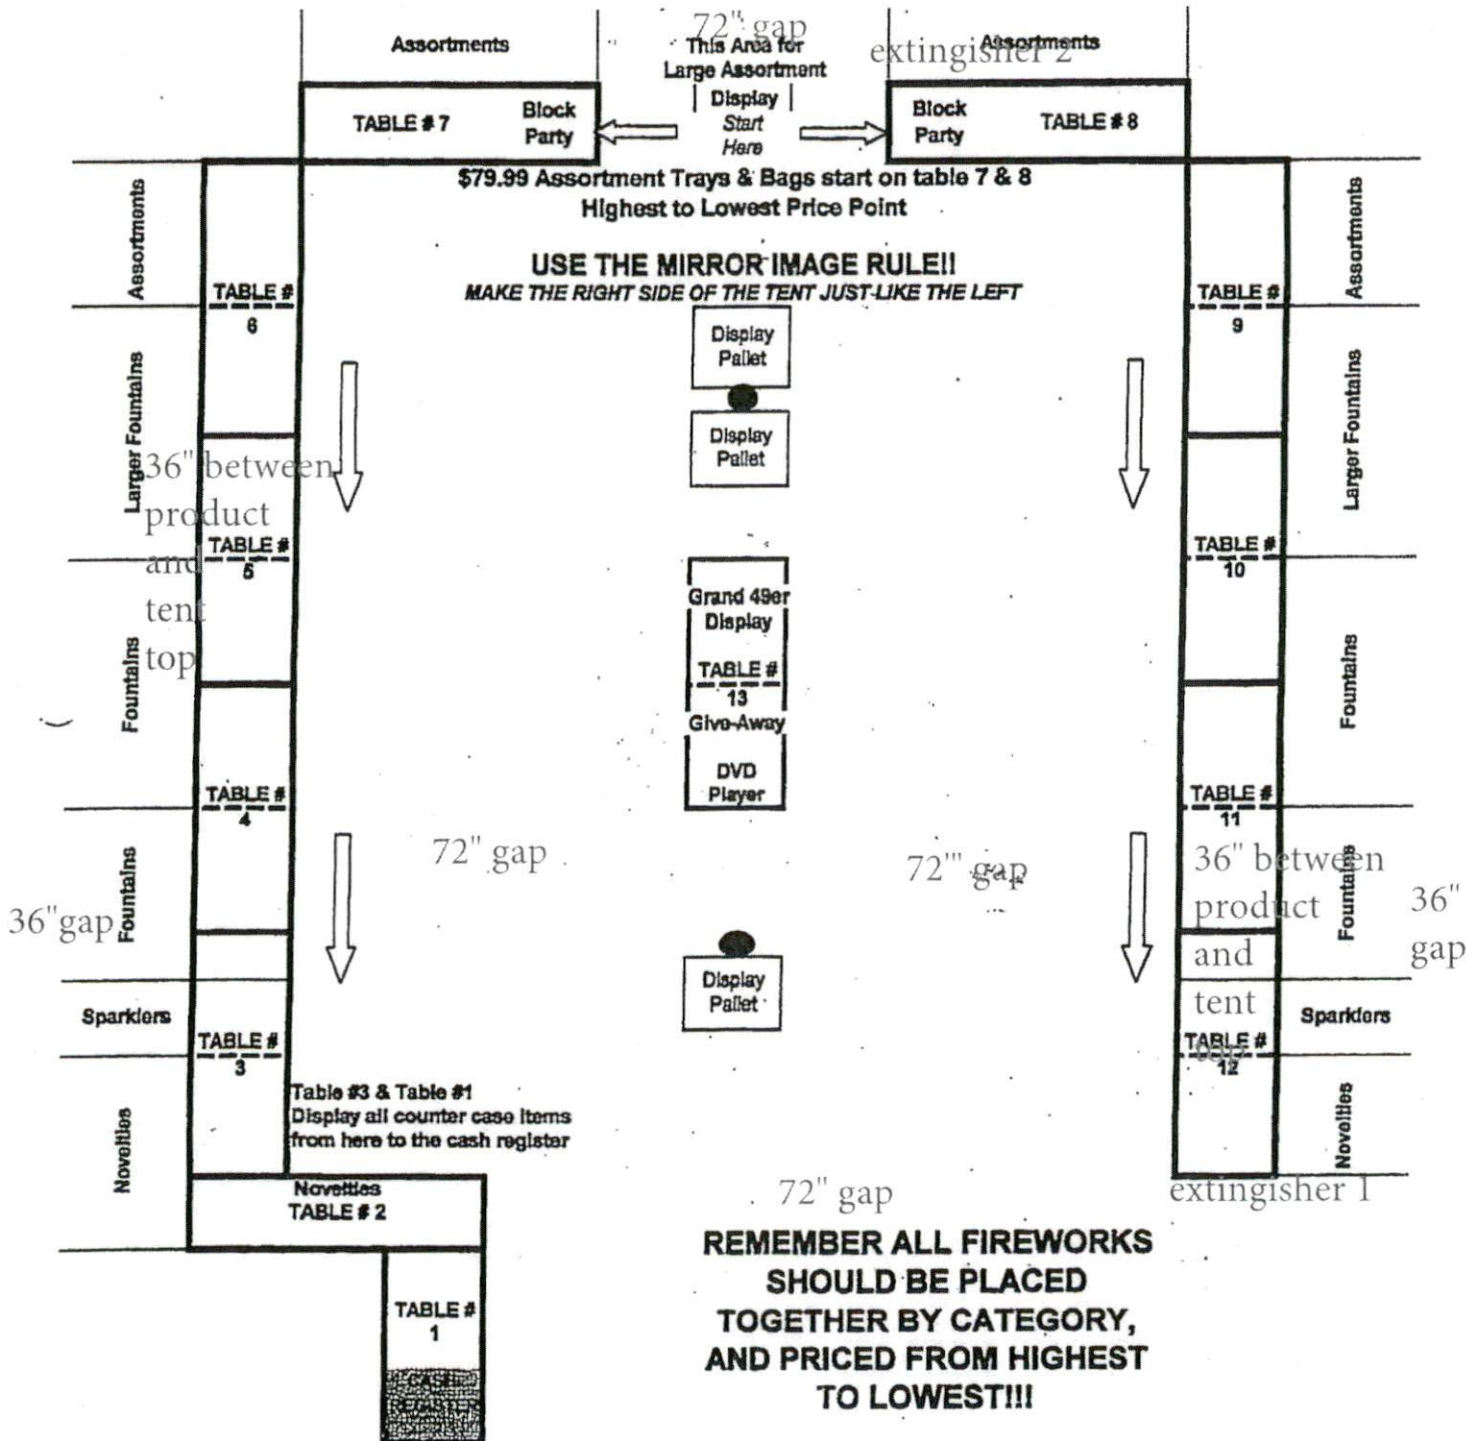 72" gap
Assortments
This Area for
Large Assortment
Display
Start
Here
extingisher 2
Assortments
TABLE # 7
Block
Party
Block
Party
TABLE # 8
$79.99 Assortment Trays & Bags start on table 7 & 8
Highest to Lowest Price Point
USE THE MIRROR IMAGE RULE!!
MAKE THE RIGHT SIDE OF THE TENT JUST LIKE THE LEFT
Assortments
TABLE #
6
Display
Pallet
Display
Pallet
TABLE #
9
Assortments
Larger Fountains
36" between
product
and
tent
top
TABLE #
5
Grand 49er
Display
TABLE #
13
Give-Away
DVD
Player
TABLE #
10
Larger Fountains
Fountains
TABLE #
4
Fountains
TABLE #
11
36"gap
Fountains
72" gap
72"' gap
36" between
product
and
tent
top
Fountains
36"
gap
Sparklers
TABLE #
3
Display
Pallet
TABLE #
12
Sparklers
Novelties
Table #3 & Table #1
Display all counter case items
from here to the cash register
Novelties
Novelties
TABLE # 2
72" gap
extingisher 1
TABLE #
1
CASH
REGISTER
REMEMBER ALL FIREWORKS
SHOULD BE PLACED
TOGETHER BY CATEGORY,
AND PRICED FROM HIGHEST
TO LOWEST!!!